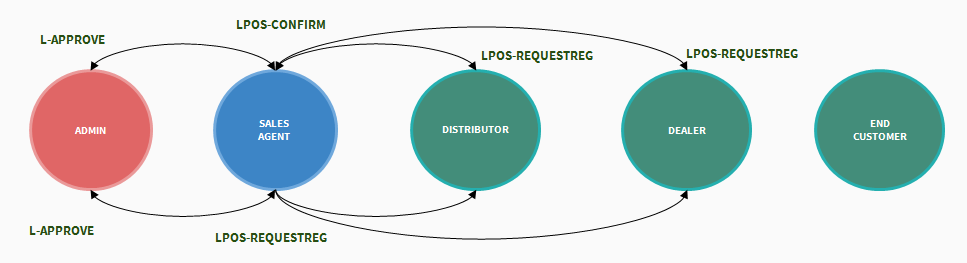 LPOS-CONFIRM
L-APPROVE
LPOS-REQUESTREG
LPOS-REQUESTREG
ADMIN
SALES
AGENT
DISTRIBUTOR
DEALER
END
CUSTOMER
L-APPROVE
LPOS-REQUESTREG